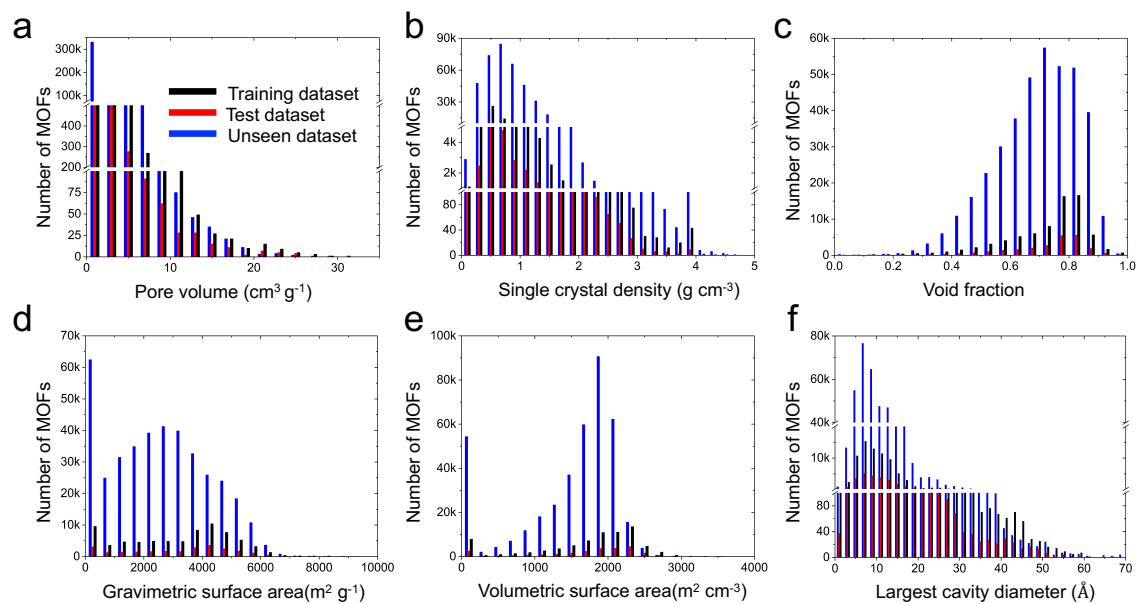 a
Number of MOFs
300k
250k
200k
150k
100k
500
400
300
200
75
50
25
0
0 10 20 30
Pore volume (cm³ g⁻¹)
Training dataset
Test dataset
Unseen dataset
b
Number of MOFs
90k
60k
30k
4k
2k
80
60
40
20
0
0 1 2 3 4 5
Single crystal density (g cm⁻³)
c
Number of MOFs
60k
50k
40k
30k
20k
10k
0
0.0 0.2 0.4 0.6 0.8 1.0
Void fraction
d
Number of MOFs
70k
60k
50k
40k
30k
20k
10k
0
0 2000 4000 6000 8000 10000
Gravimetric surface area(m² g⁻¹)
e
Number of MOFs
100k
80k
60k
40k
20k
0
0 1000 2000 3000 4000
Volumetric surface area(m² cm⁻³)
f
Number of MOFs
80k
60k
40k
10k
80
40
0
0 10 20 30 40 50 60 70
Largest cavity diameter (Å)